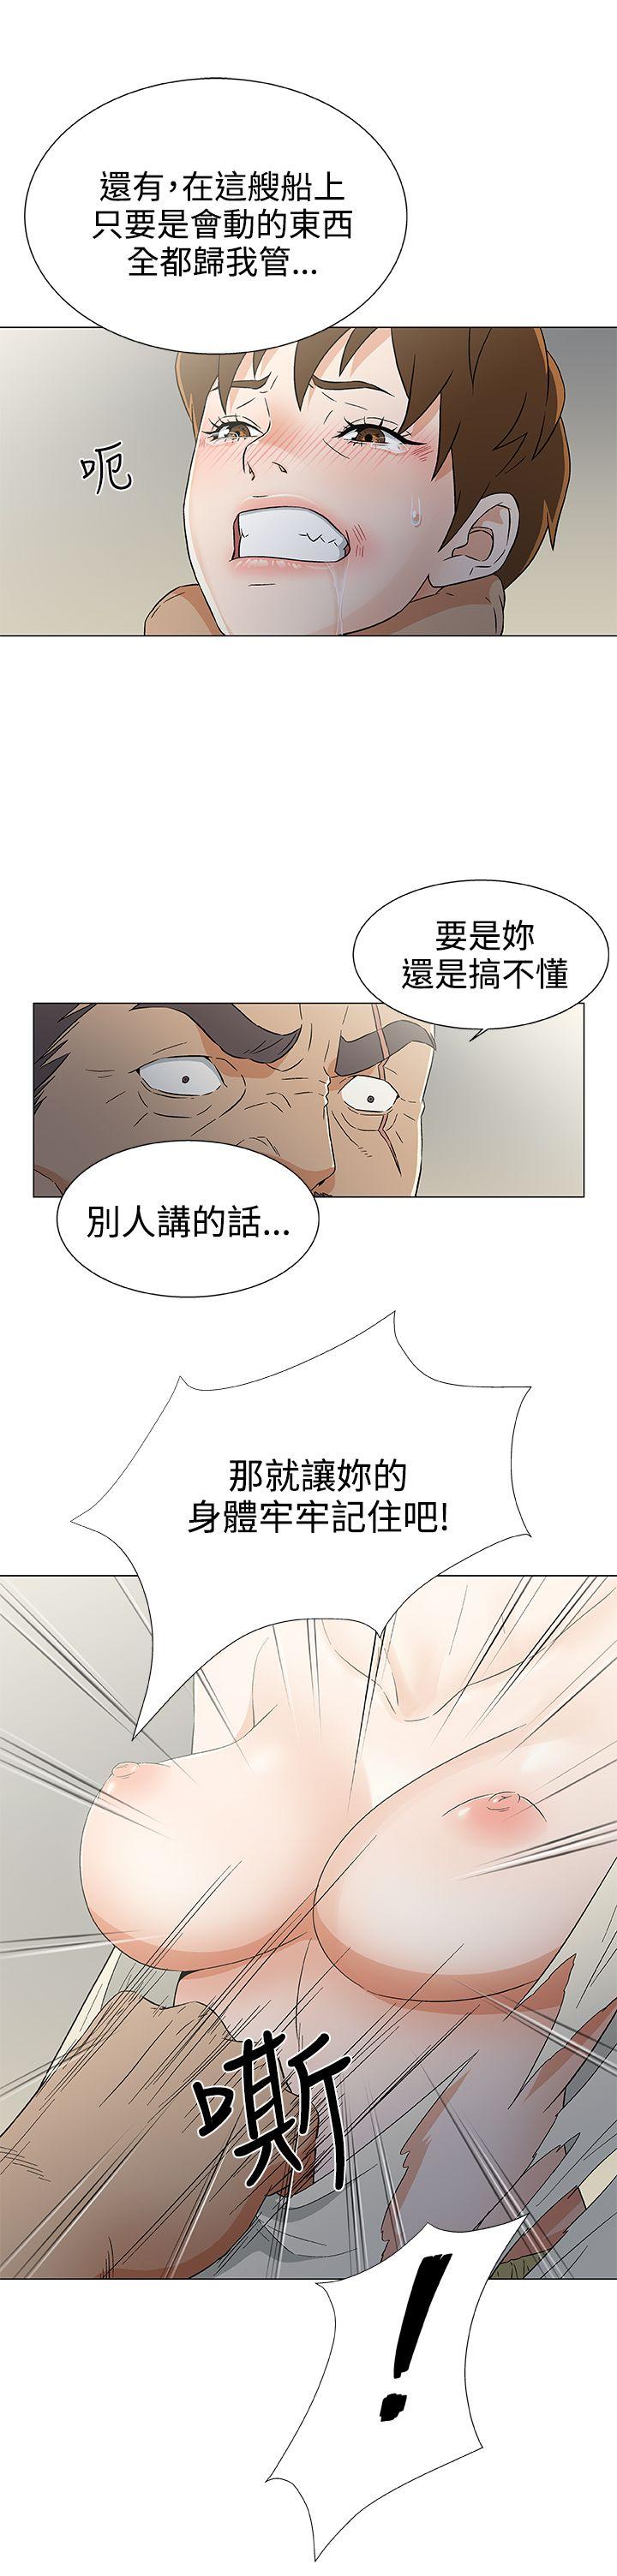 還有，在這艘船上
只要是會動的東西
全都歸我管...
呃
要是妳
還是搞不懂
別人講的話...
那就讓妳的
身體牢牢記住吧!
嘶
!